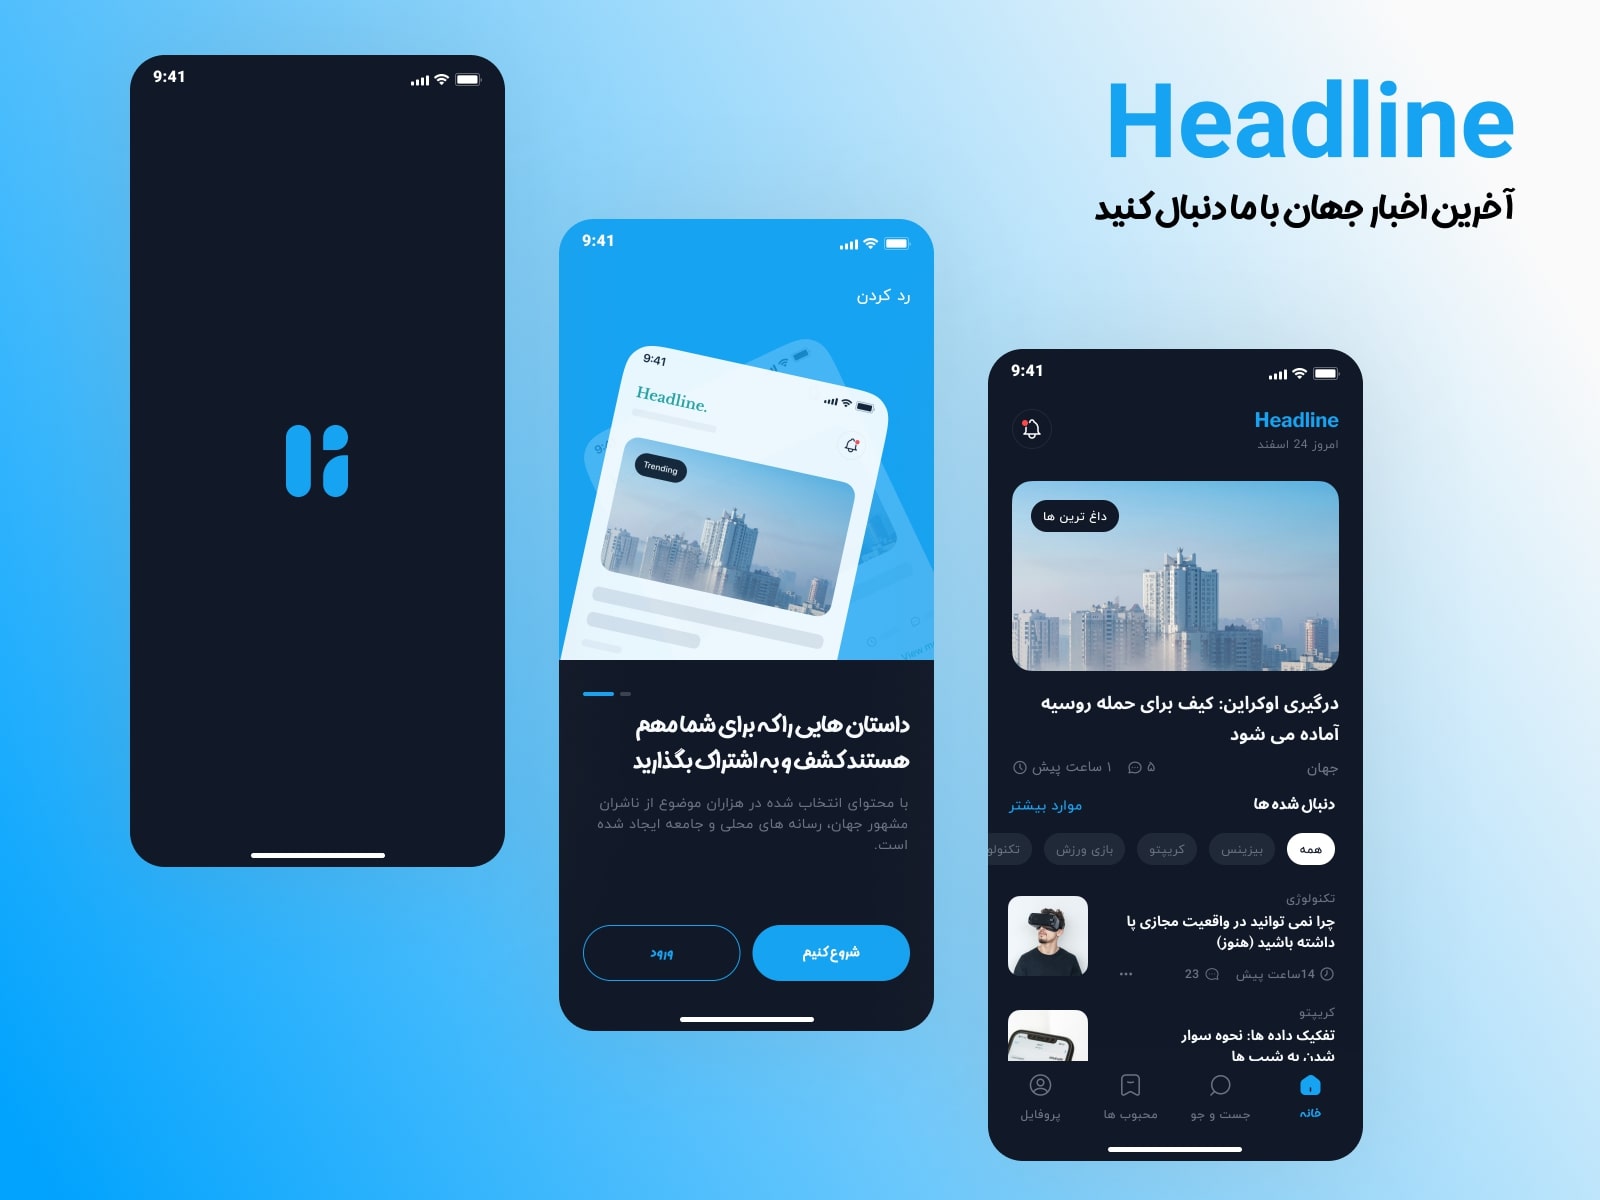 Headline
آخرین اخبار جهان با ما دنبال کنید
9:41
9:41
رد کردن
9:41
Headline.
Trending
9:
View m
داستان هایی را که برای شما مهم
هستند کشف و به اشتراک بگذارید
با محتوای انتخاب شده در هزاران موضوع از ناشران
مشهور جهان، رسانه های محلی و جامعه ایجاد شده
است.
شروع کنیم
ورود
9:41
Headline
امروز 24 اسفند
داغ ترین ها
درگیری اوکراین: کیف برای حمله روسیه
آماده می شود
جهان
۵
۱ ساعت پیش
دنبال شده ها
موارد بیشتر
همه
بیزینس
کریپتو
بازی ورزش
تکنولو
تکنولوژی
چرا نمی توانید در واقعیت مجازی پا
داشته باشید (هنوز)
14ساعت پیش
23
کریپتو
تفکیک داده ها: نحوه سوار
شدن به شیب ها
خانه
جست و جو
محبوب ها
پروفایل